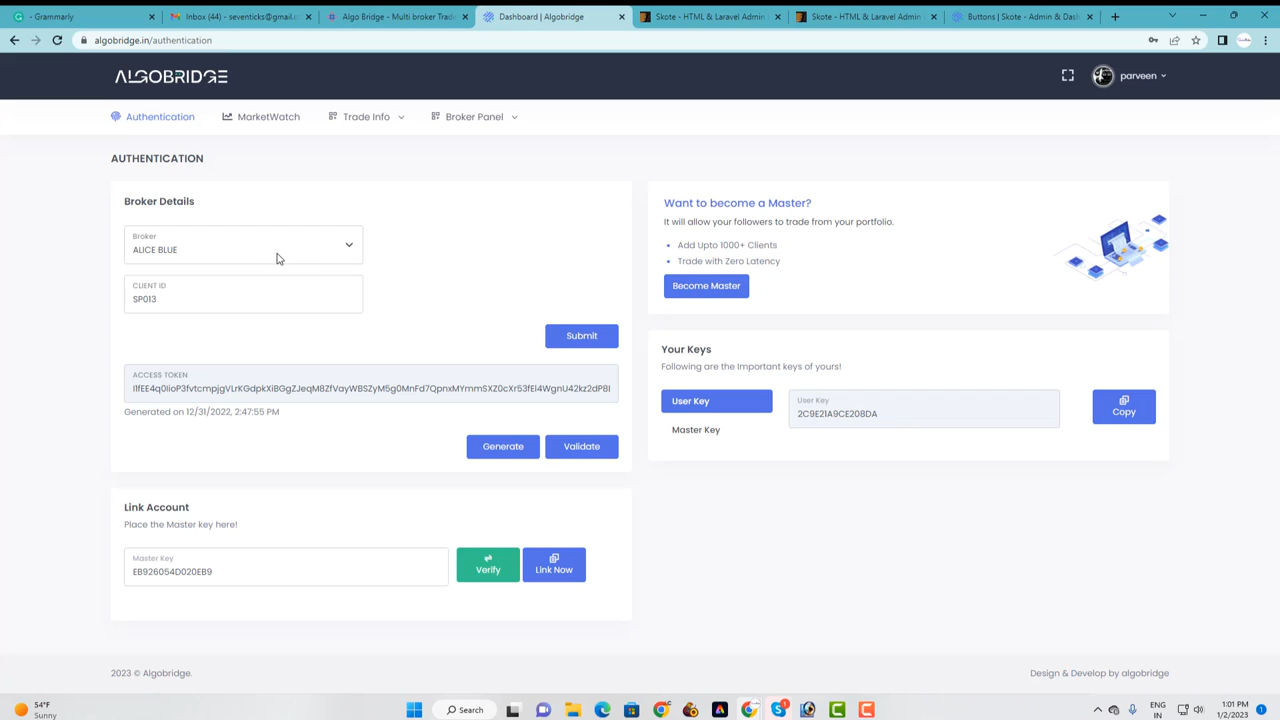 - Grammarly
Inbox (44) - seventicks@gmail.c
Algo Bridge - Multi broker Trade
Dashboard | Algobridge
Skote - HTML & Laravel Admin
Skote - HTML & Laravel Admin
Buttons | Skote - Admin & Dash
algobridge.in/authentication
ALGOBRIDGE
parveen
Authentication
MarketWatch
Trade Info
Broker Panel
AUTHENTICATION
Broker Details
Broker
ALICE BLUE
CLIENT ID
SP013
Submit
ACCESS TOKEN
Generated on 12/31/2022, 2:47:55 PM
Generate
Validate
Link Account
Place the Master key here!
Master Key
EB926054D020EB9
Verify
Link Now
Want to become a Master?
It will allow your followers to trade from your portfolio.
Add Upto 1000+ Clients
Trade with Zero Latency
Become Master
Your Keys
Following are the Important keys of yours!
User Key
Master Key
User Key
2C9E21A9CE208DA
Copy
2023 © Algobridge.
Design & Develop by algobridge
54°F
Sunny
Search
ENG
IN
1:01 PM
1/2/2023